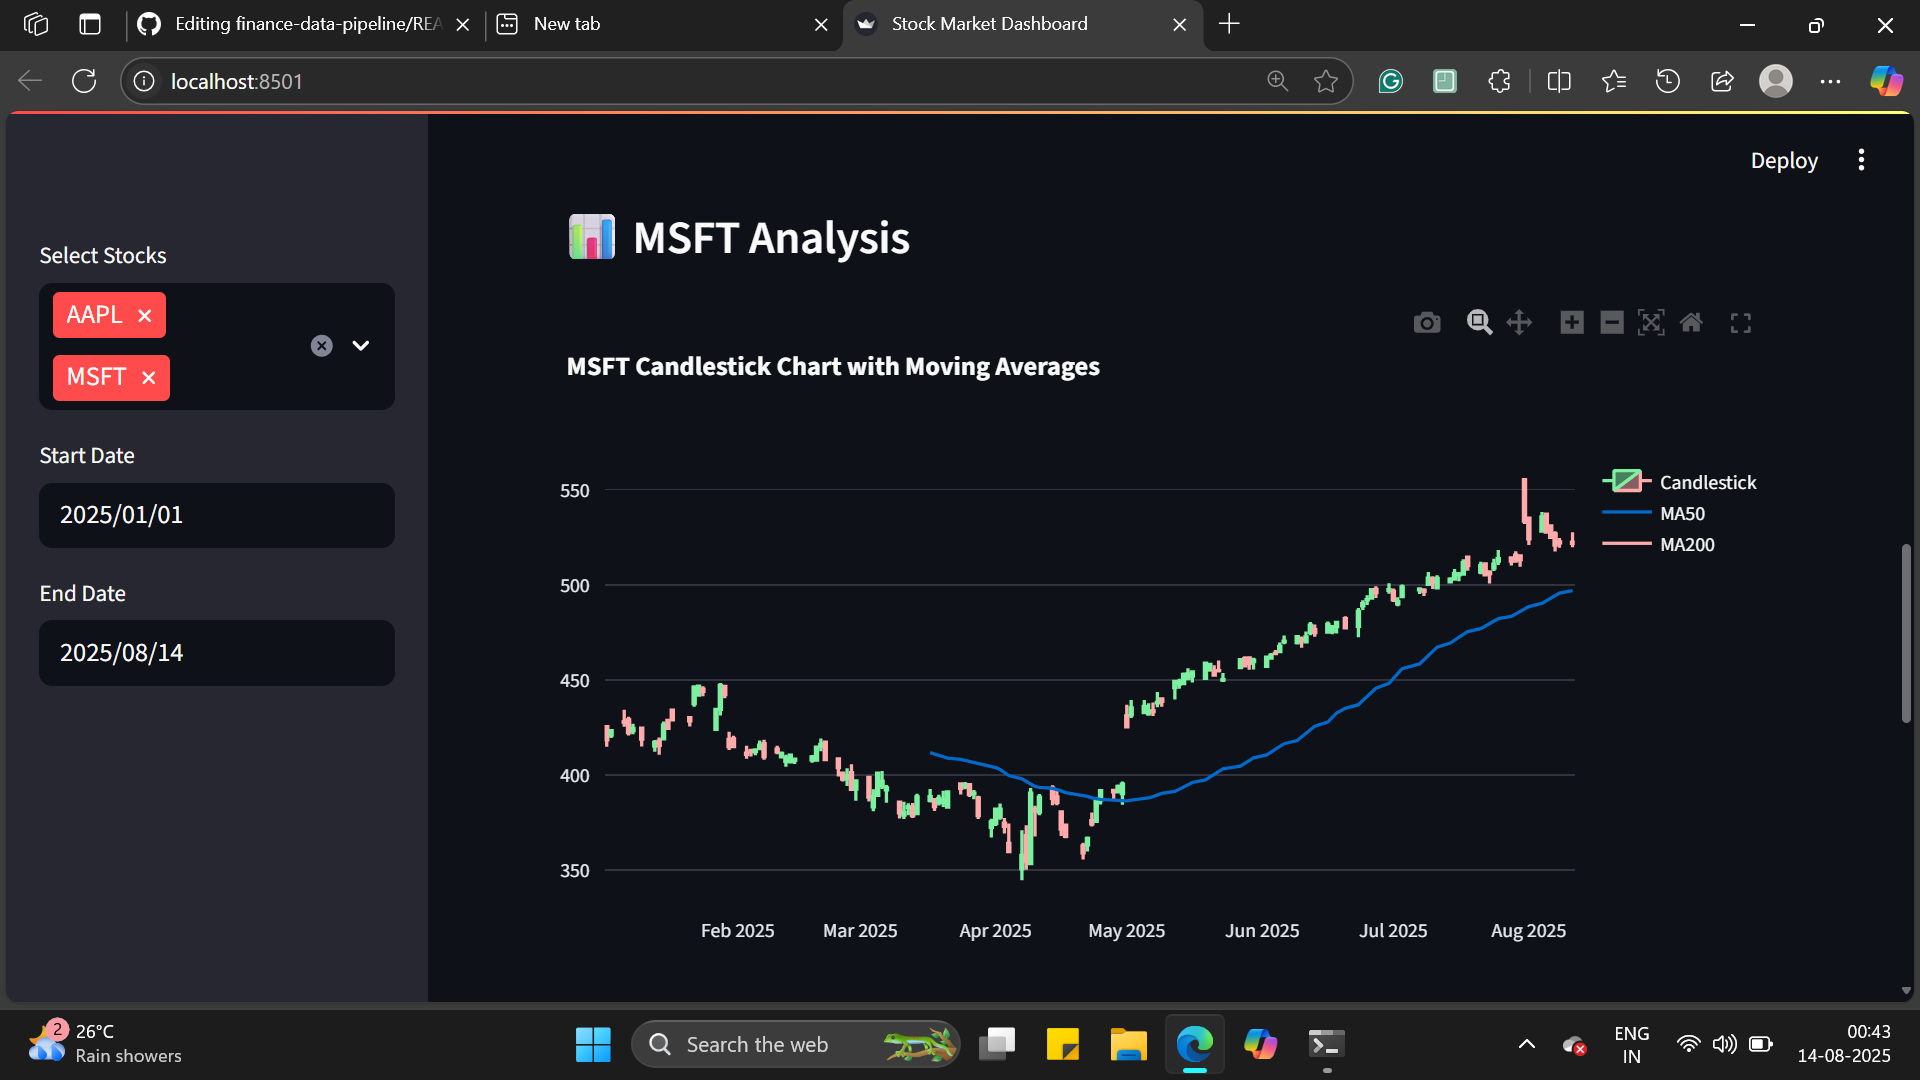 Editing finance-data-pipeline/REA
New tab
Stock Market Dashboard
localhost:8501
Deploy
Select Stocks
AAPL
MSFT
Start Date
2025/01/01
End Date
2025/08/14
MSFT Analysis
MSFT Candlestick Chart with Moving Averages
550
500
450
400
350
Feb 2025
Mar 2025
Apr 2025
May 2025
Jun 2025
Jul 2025
Aug 2025
Candlestick
MA50
MA200
2
26°C
Rain showers
Search the web
ENG
IN
00:43
14-08-2025